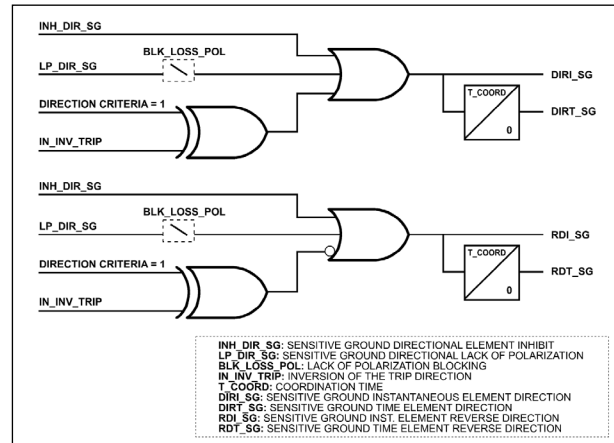 INH_DIR_SG
BLK_LOSS_POL
LP_DIR_SG
DIRI_SG
T_COORD
DIRECTION CRITERIA = 1
DIRT_SG
0
IN_INV_TRIP
INH_DIR_SG
BLK_LOSS_POL
LP_DIR_SG
RDI_SG
T_COORD
DIRECTION CRITERIA = 1
RDT_SG
0
IN_INV_TRIP
INH_DIR_SG: SENSITIVE GROUND DIRECTIONAL ELEMENT INHIBIT
LP_DIR_SG: SENSITIVE GROUND DIRECTIONAL LACK OF POLARIZATION
BLK_LOSS_POL: LACK OF POLARIZATION BLOCKING
IN_INV_TRIP: INVERSION OF THE TRIP DIRECTION
T_COORD: COORDINATION TIME
DIRI_SG: SENSITIVE GROUND INSTANTANEOUS ELEMENT DIRECTION
DIRT_SG: SENSITIVE GROUND TIME ELEMENT DIRECTION
RDI_SG: SENSITIVE GROUND INST. ELEMENT REVERSE DIRECTION
RDT_SG: SENSITIVE GROUND TIME ELEMENT REVERSE DIRECTION